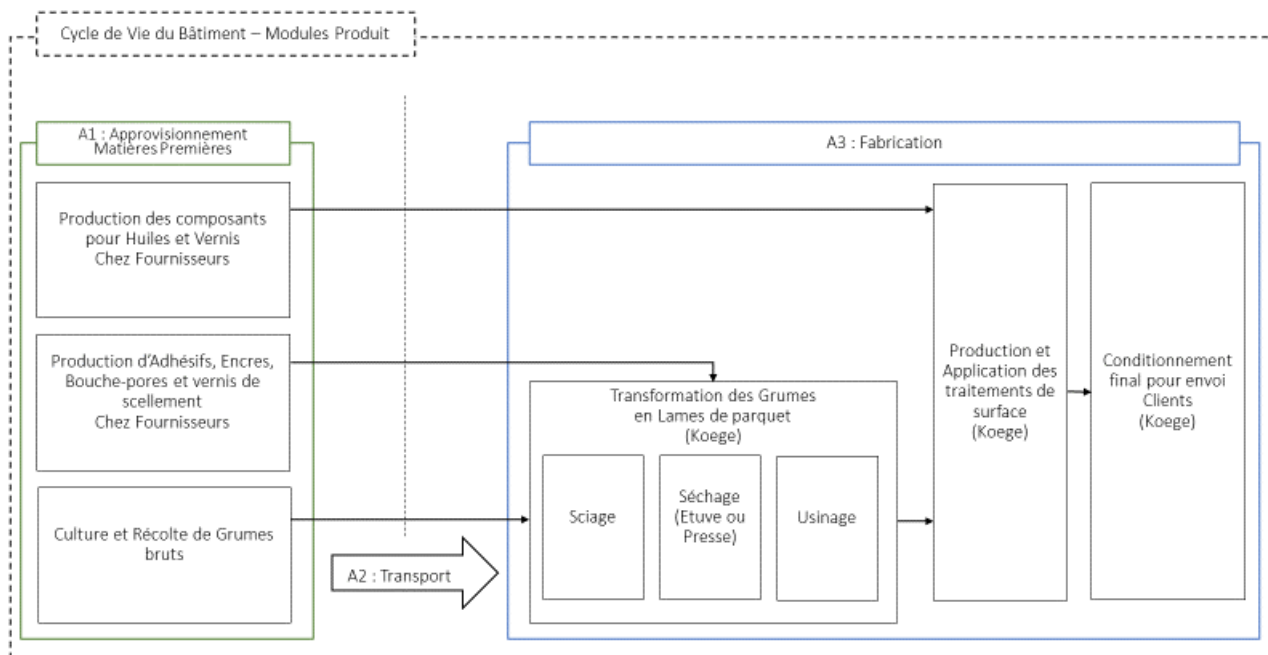 Cycle de Vie du Bâtiment – Modules Produit
A1 : Approvisionnement
Matières Premières
Production des composants
pour Huiles et Vernis
Chez Fournisseurs
Production d'Adhésifs, Encres,
Bouche-pores et vernis de
scellement
Chez Fournisseurs
Culture et Récolte de Grumes
bruts
A2 : Transport
A3 : Fabrication
Transformation des Grumes
en Lames de parquet
(Koege)
Sciage
Séchage
(Etuve ou
Presse)
Usinage
Production et
Application des
traitements de
surface
(Koege)
Conditionnement
final pour envoi
Clients
(Koege)